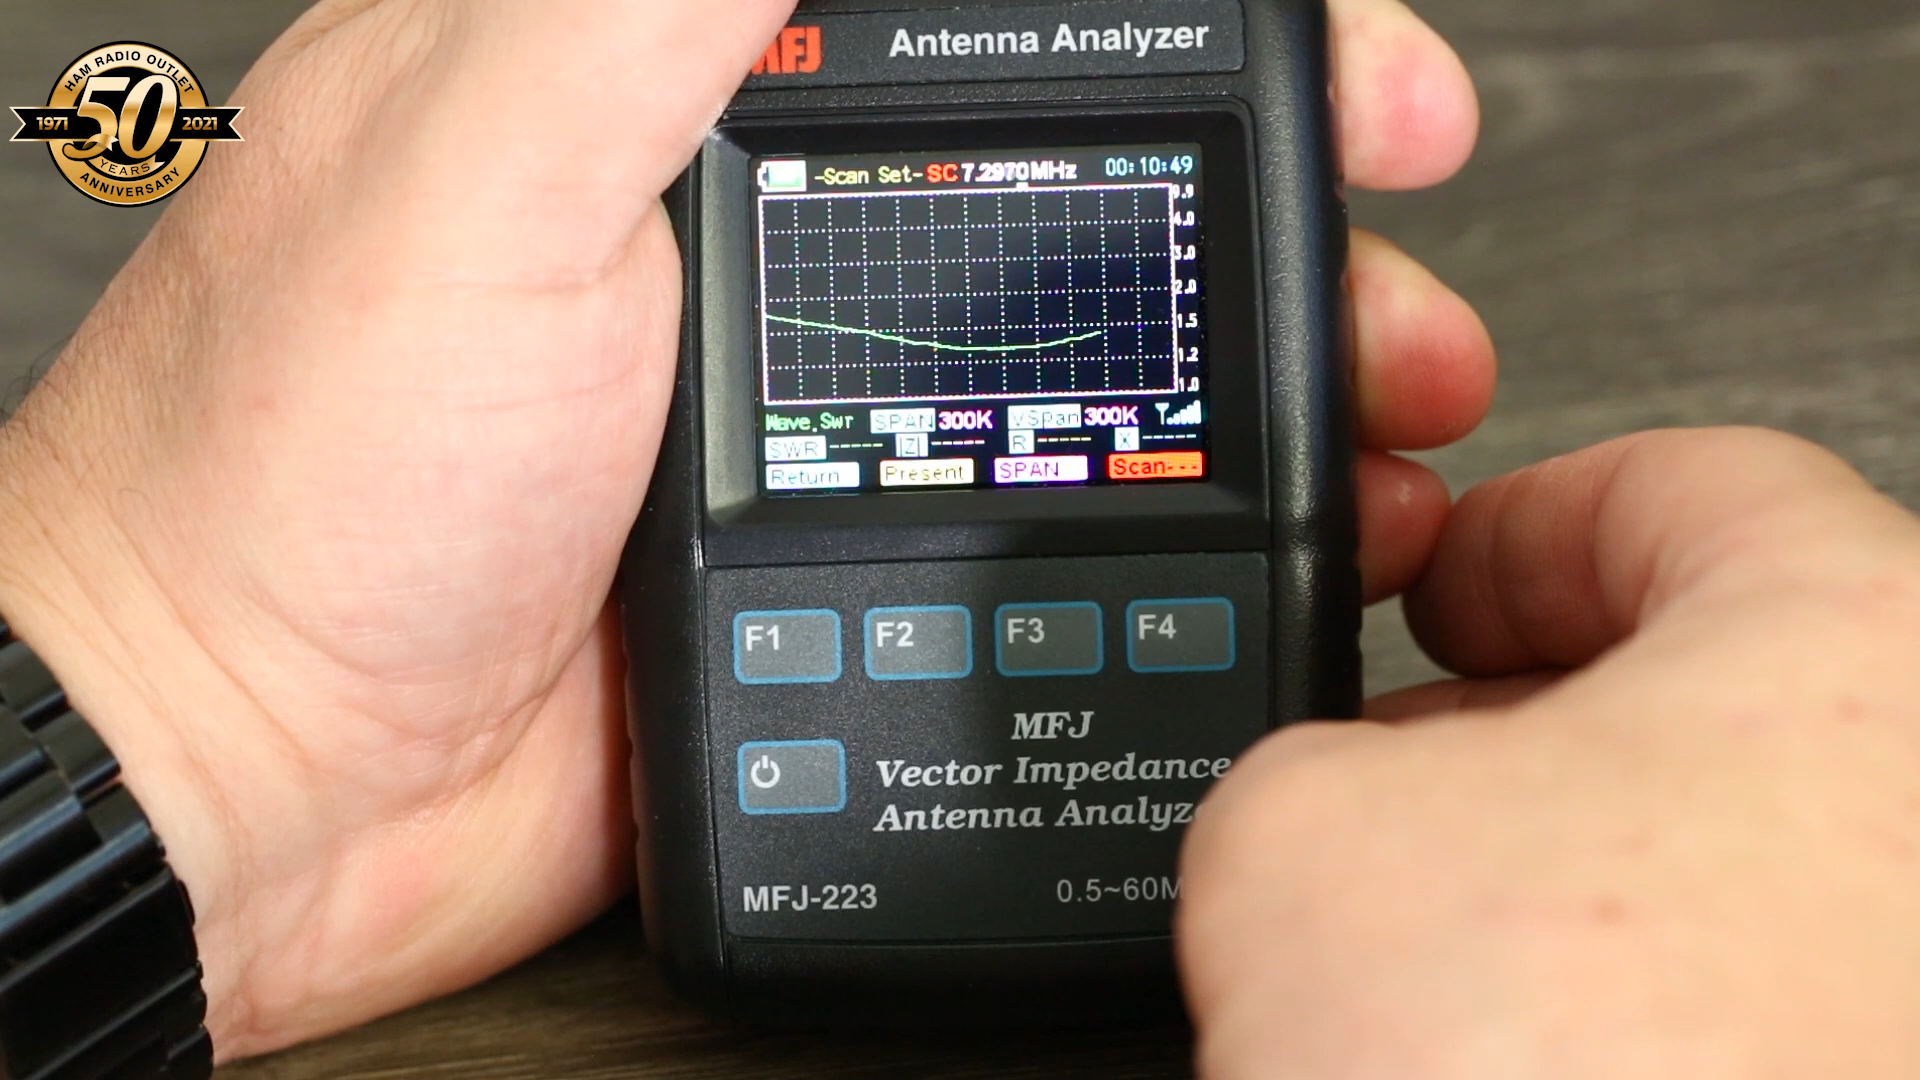 HAM RADIO OUTLET
1971 50 2021
YEARS
ANNIVERSARY
MFJ Antenna Analyzer
-Scan Set- SC 7.2970MHz 00:10:49
9.9
4.0
3.0
2.0
1.5
1.2
1.0
Wave.Swr SPAN 300K VSpan 300K
SWR ----- |Z| ----- R ----- X -----
Return Present SPAN Scan---
F1 F2 F3 F4
MFJ
Vector Impedance
Antenna Analyz
MFJ-223 0.5~60M